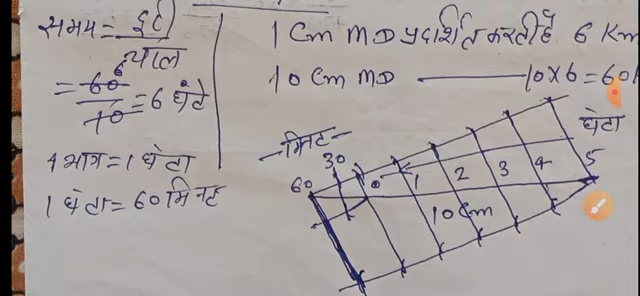 समय = दूरी / चाल
= 60 / 10 = 6 घंटे
1 भाग = 1 घंटा
1 घंटा = 60 मिनट
1 Cm MD प्रदर्शित करती है 6 Km
10 Cm MD — 10×6 = 60
मिनट
घंटा
60 30 0 1 2 3 4 5
10 Cm